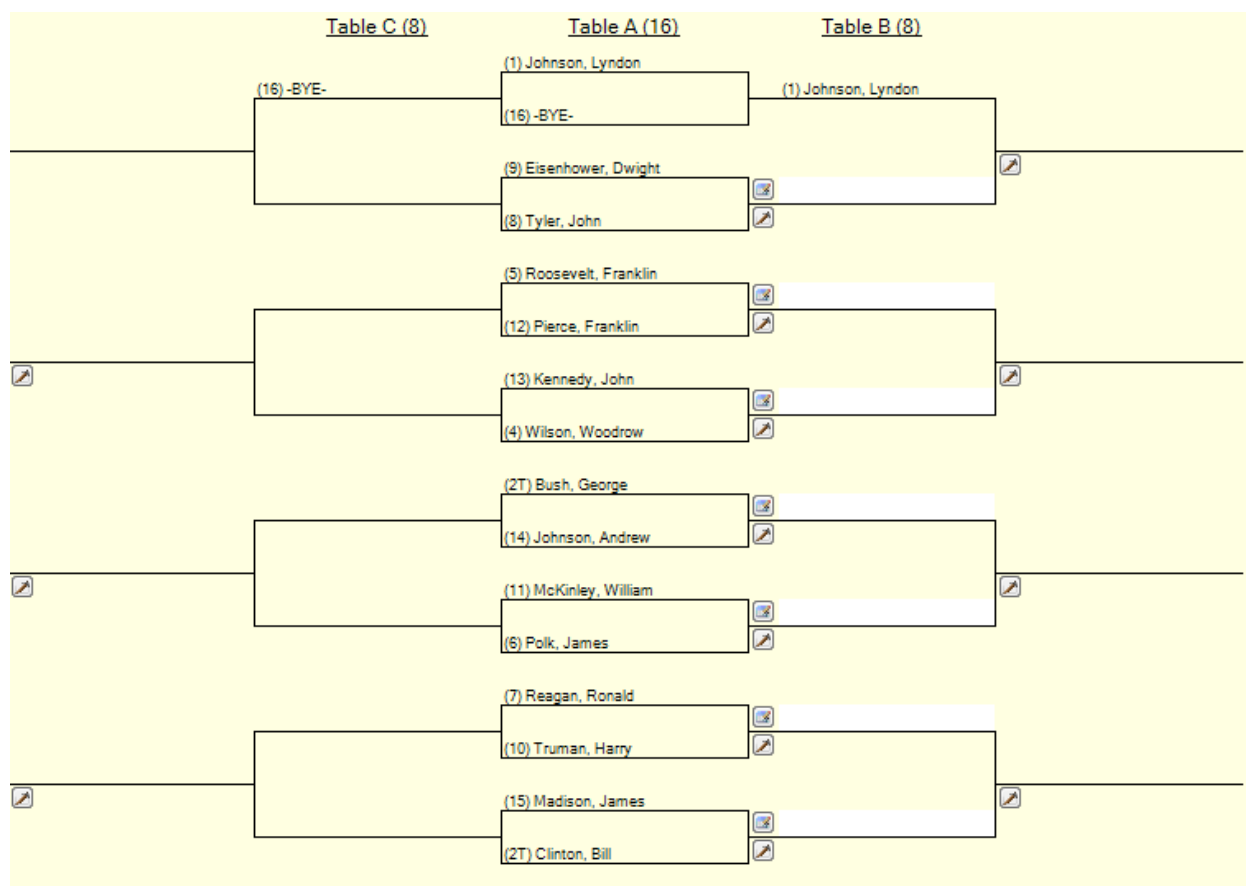 Table C (8) Table A (16) Table B (8)
(1) Johnson, Lyndon
(16) -BYE- (1) Johnson, Lyndon
(16) -BYE-
(9) Eisenhower, Dwight
(8) Tyler, John
(5) Roosevelt, Franklin
(12) Pierce, Franklin
(13) Kennedy, John
(4) Wilson, Woodrow
(2T) Bush, George
(14) Johnson, Andrew
(11) McKinley, William
(6) Polk, James
(7) Reagan, Ronald
(10) Truman, Harry
(15) Madison, James
(2T) Clinton, Bill